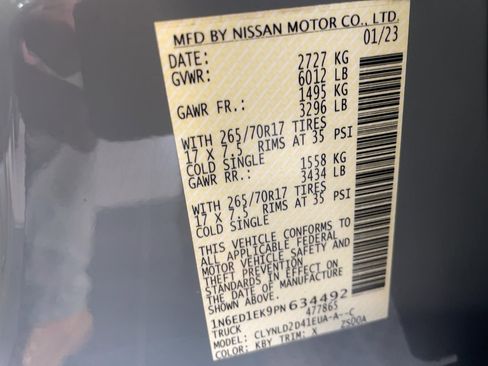 MFD BY NISSAN MOTOR CO., LTD.
DATE: 01/23
GVWR: 2727 KG
6012 LB
GAWR FR.: 1495 KG
3296 LB
WITH 265/70R17 TIRES
17 X 7.5 RIMS AT 35 PSI
COLD SINGLE
GAWR RR.: 1558 KG
3434 LB
WITH 265/70R17 TIRES
17 X 7.5 RIMS AT 35 PSI
COLD SINGLE
THIS VEHICLE CONFORMS TO
ALL APPLICABLE FEDERAL
MOTOR VEHICLE SAFETY AND
THEFT PREVENTION
STANDARDS IN EFFECT ON THE
DATE OF MANUFACTURE
SHOWN ABOVE.
1N6ED1EK9PN634492
TRUCK 477865
MODEL: CLYNLD2D41EUA-A--C
COLOR: KBY TRIM: X 2S00A